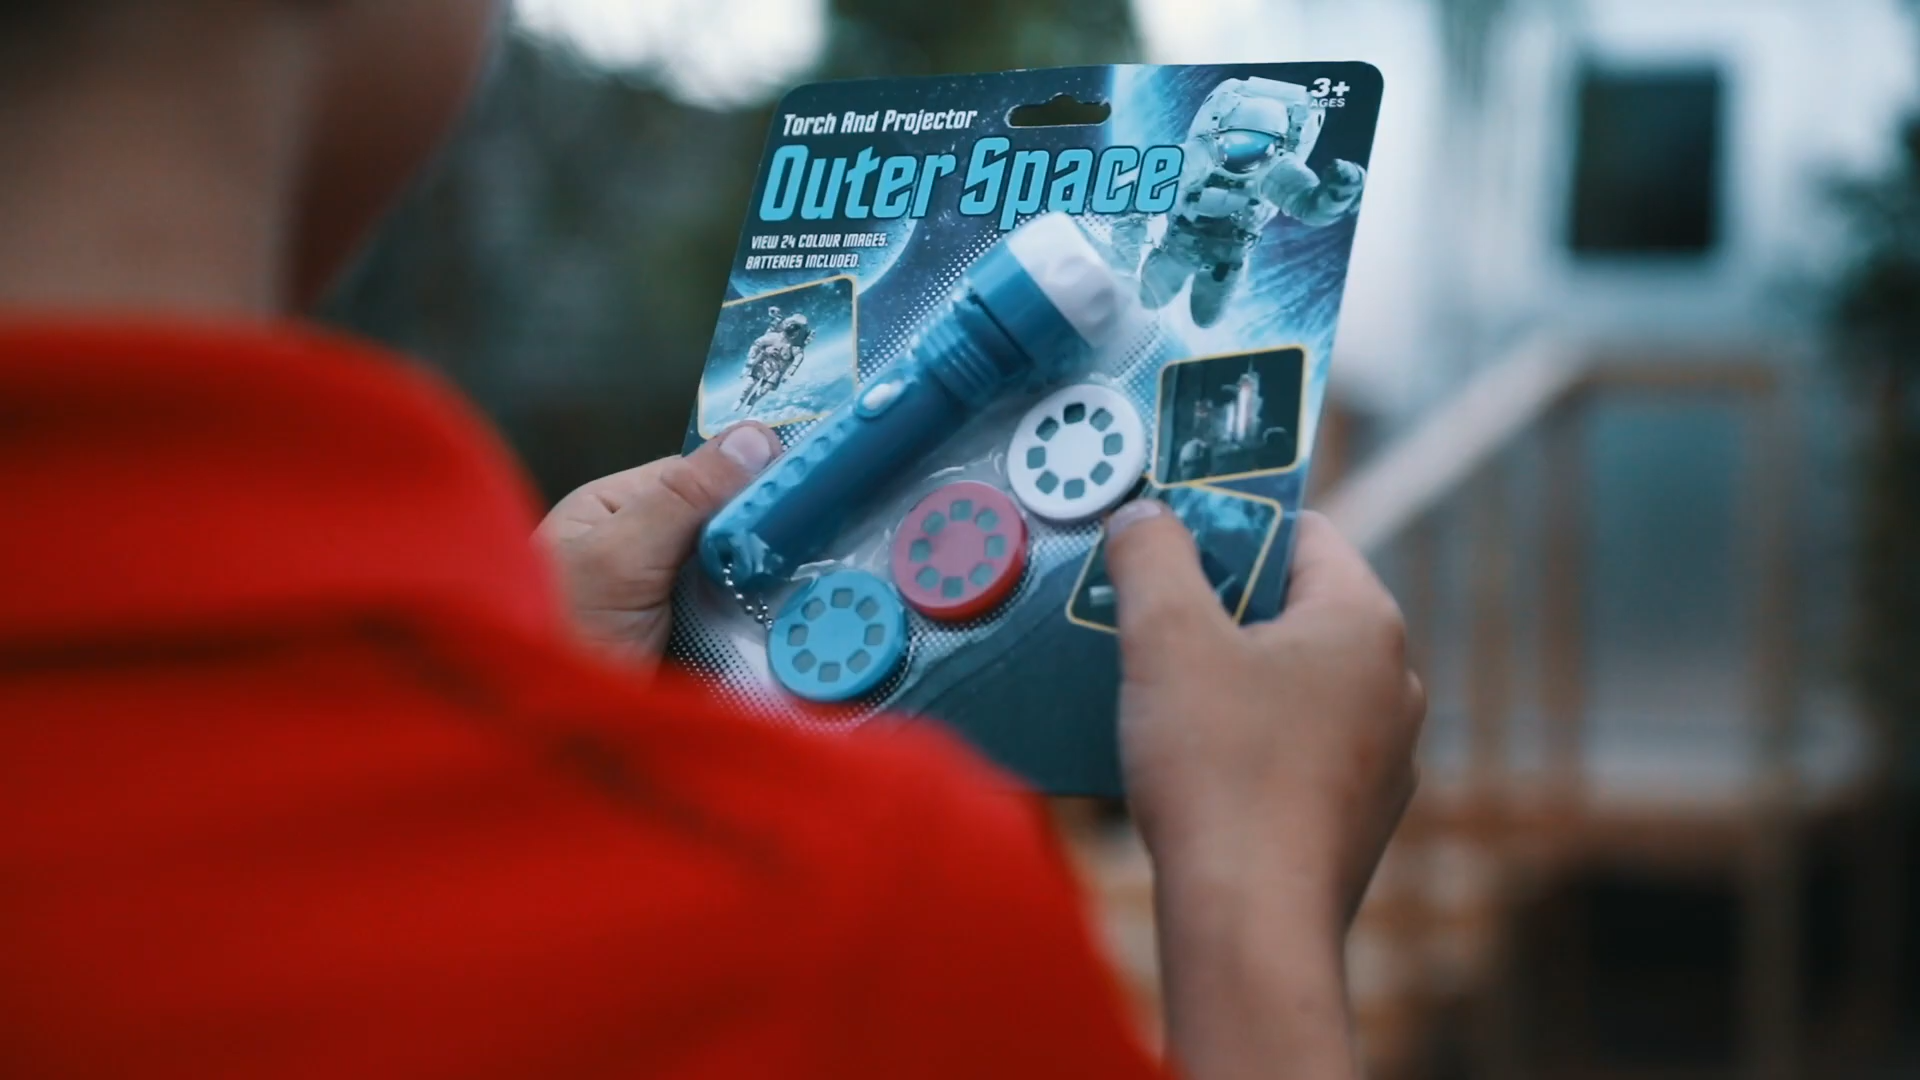 3+
AGES
Torch And Projector
Outer Space
VIEW 24 COLOUR IMAGES.
BATTERIES INCLUDED.